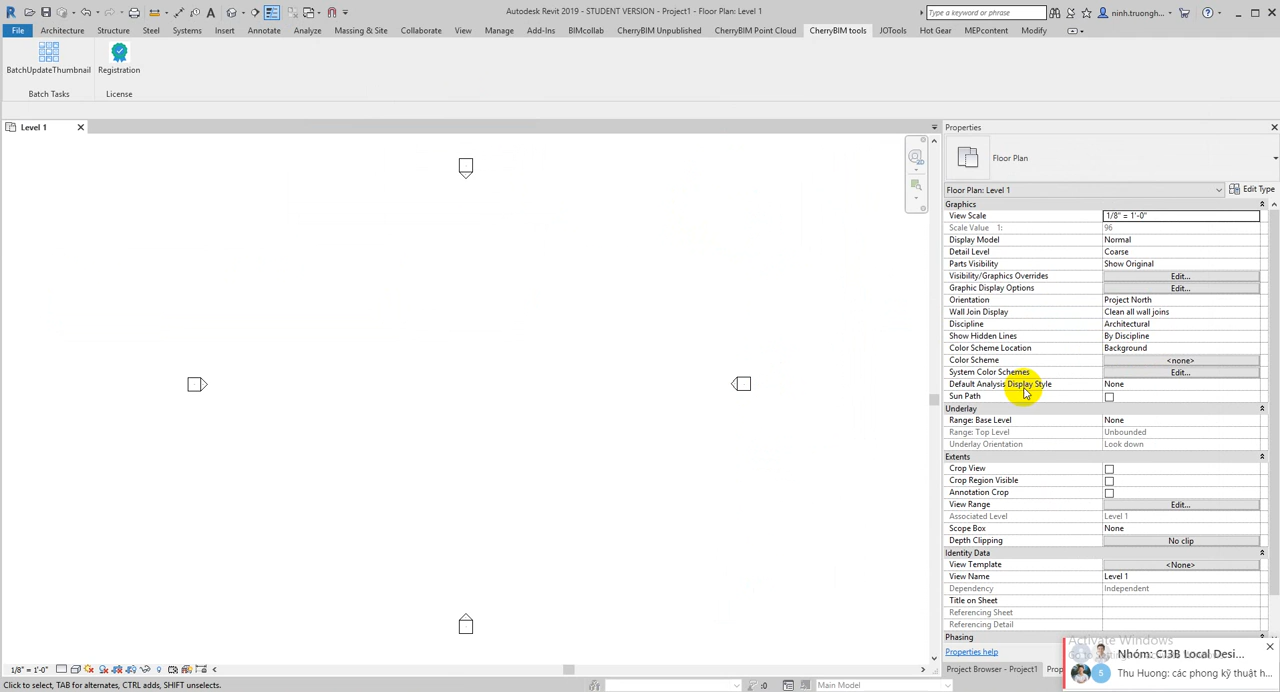 Autodesk Revit 2019 - STUDENT VERSION - Project1 - Floor Plan: Level 1
Type a keyword or phrase
ninh.truongh...
File Architecture Structure Steel Systems Insert Annotate Analyze Massing & Site Collaborate View Manage Add-Ins BIMcollab CherryBIM Unpublished CherryBIM Point Cloud CherryBIM tools JOTools Hot Gear MEPcontent Modify
BatchUpdateThumbnail Registration
Batch Tasks License
Level 1
Properties
Floor Plan
Floor Plan: Level 1 Edit Type
Graphics
View Scale 1/8" = 1'-0"
Scale Value 1: 96
Display Model Normal
Detail Level Coarse
Parts Visibility Show Original
Visibility/Graphics Overrides Edit...
Graphic Display Options Edit...
Orientation Project North
Wall Join Display Clean all wall joins
Discipline Architectural
Show Hidden Lines By Discipline
Color Scheme Location Background
Color Scheme <none>
System Color Schemes Edit...
Default Analysis Display Style None
Sun Path
Underlay
Range: Base Level None
Range: Top Level Unbounded
Underlay Orientation Look down
Extents
Crop View
Crop Region Visible
Annotation Crop
View Range Edit...
Associated Level Level 1
Scope Box None
Depth Clipping No clip
Identity Data
View Template <None>
View Name Level 1
Dependency Independent
Title on Sheet
Referencing Sheet
Referencing Detail
Phasing
Properties help
Activate Windows
Nhóm: C13B Local Desi...
Thu Huong: các phong kỹ thuật h...
Project Browser - Project1
1/8" = 1'-0"
Click to select, TAB for alternates, CTRL adds, SHIFT unselects.
:0 Main Model